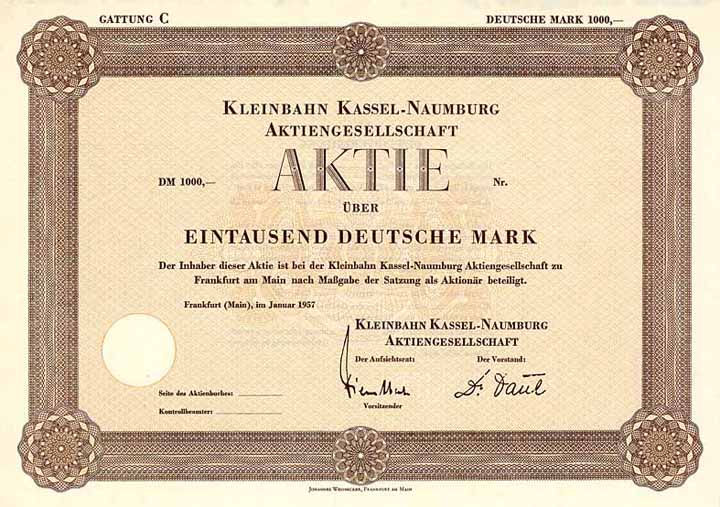 GATTUNG C DEUTSCHE MARK 1000,—
KLEINBAHN KASSEL-NAUMBURG
AKTIENGESELLSCHAFT
DM 1000,— AKTIE Nr.
ÜBER
EINTAUSEND DEUTSCHE MARK
Der Inhaber dieser Aktie ist bei der Kleinbahn Kassel-Naumburg Aktiengesellschaft zu
Frankfurt am Main nach Maßgabe der Satzung als Aktionär beteiligt.
Frankfurt (Main), im Januar 1957
KLEINBAHN KASSEL-NAUMBURG
AKTIENGESELLSCHAFT
Der Aufsichtsrat: Der Vorstand:
Dr.
Seite des Aktienbuches:
Vorsitzender
Kontrollbeamter:
JOHANNES, FRANKFURT AM MAIN